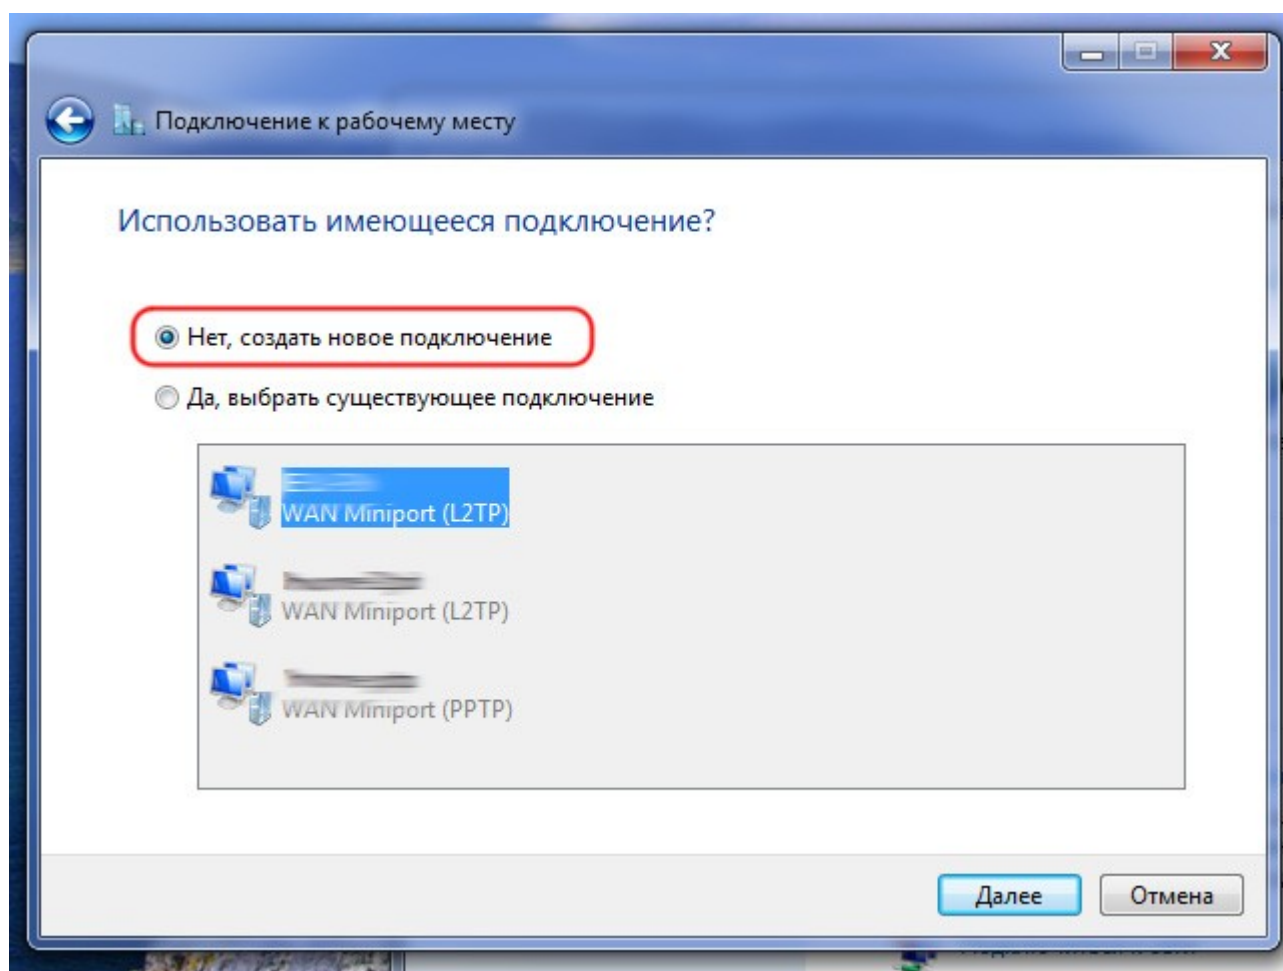 Подключение к рабочему месту
Использовать имеющееся подключение?
Нет, создать новое подключение
Да, выбрать существующее подключение
WAN Miniport (L2TP)
WAN Miniport (L2TP)
WAN Miniport (PPTP)
Далее
Отмена